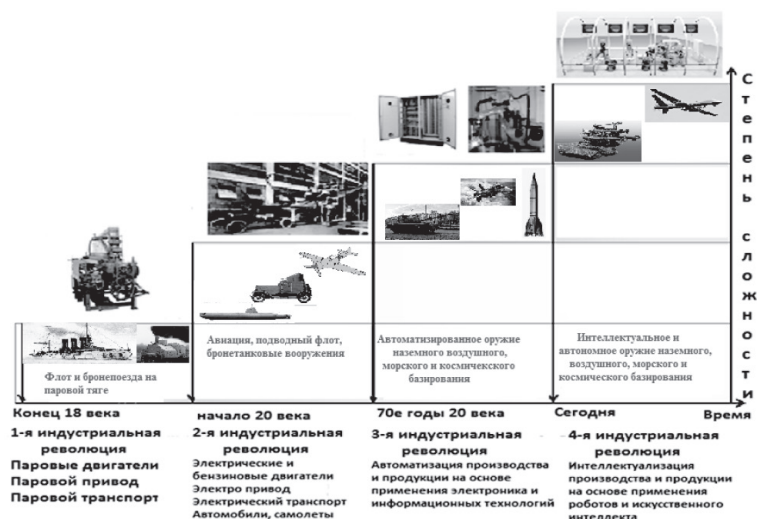 Степень сложности
Авиация, подводный флот,
бронетанковые вооружения
Автоматизированное оружие
наземного воздушного,
морского и космичекского
базирования
Интеллектуальное и
автономное оружие наземного,
воздушного, морского и
космического базирования
Флот и бронепоезда на
паровой тяге
Конец 18 века
начало 20 века
70е годы 20 века
Сегодня
Время
1-я индустриальная
революция
Паровые двигатели
Паровой привод
Паровой транспорт
2-я индустриальная
революция
Электрические и
бензиновые двигатели
Электро привод
Электрический транспорт
Автомобили, самолеты
3-я индустриальная
революция
Автоматизация производства
и продукции на основе
применения электроника и
информационных технологий
4-я индустриальная
революция
Интеллектуализация
производства и продукции
на основе применения
роботов и искусственного
интеллекта